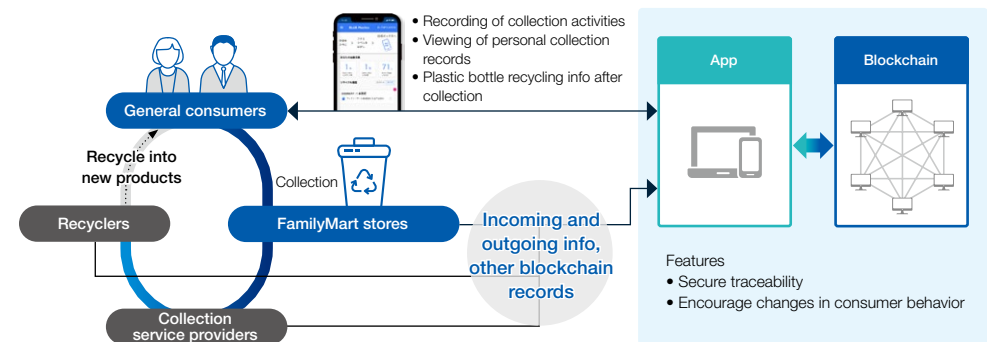 • Recording of collection activities
• Viewing of personal collection
records
• Plastic bottle recycling info after
collection
App
Blockchain
General consumers
Recycle into
new products
Collection
Recyclers
FamilyMart stores
Incoming and
outgoing info,
other blockchain
records
Collection
service providers
Features
• Secure traceability
• Encourage changes in consumer behavior